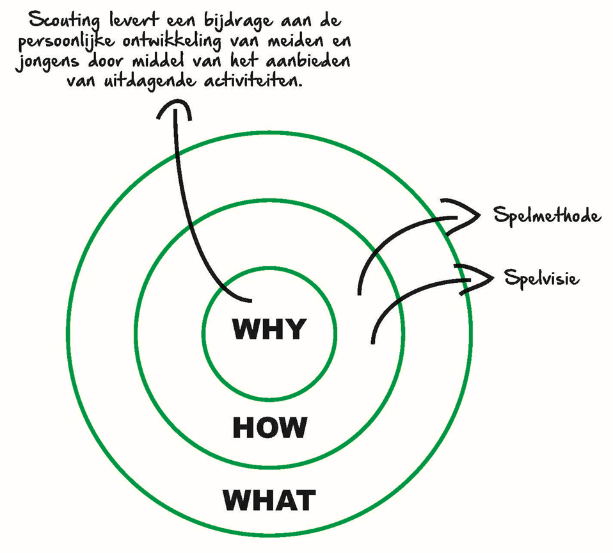 Scouting levert een bijdrage aan de
persoonlijke ontwikkeling van meiden en
jongens door middel van het aanbieden
van uitdagende activiteiten.
Spelmethode
Spelvisie
WHY
HOW
WHAT